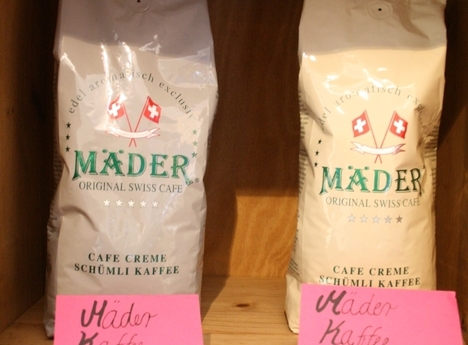 edel aromatisch exclusiv
MÄDER
ORIGINAL SWISS CAFE
CAFE CREME
SCHÜMLI KAFFEE
Mäder
Kaffee
edel aromatisch
MÄDER
ORIGINAL SWISS CAFE
CAFE CREME
SCHÜMLI KAFFEE
Mäder
Kaffee